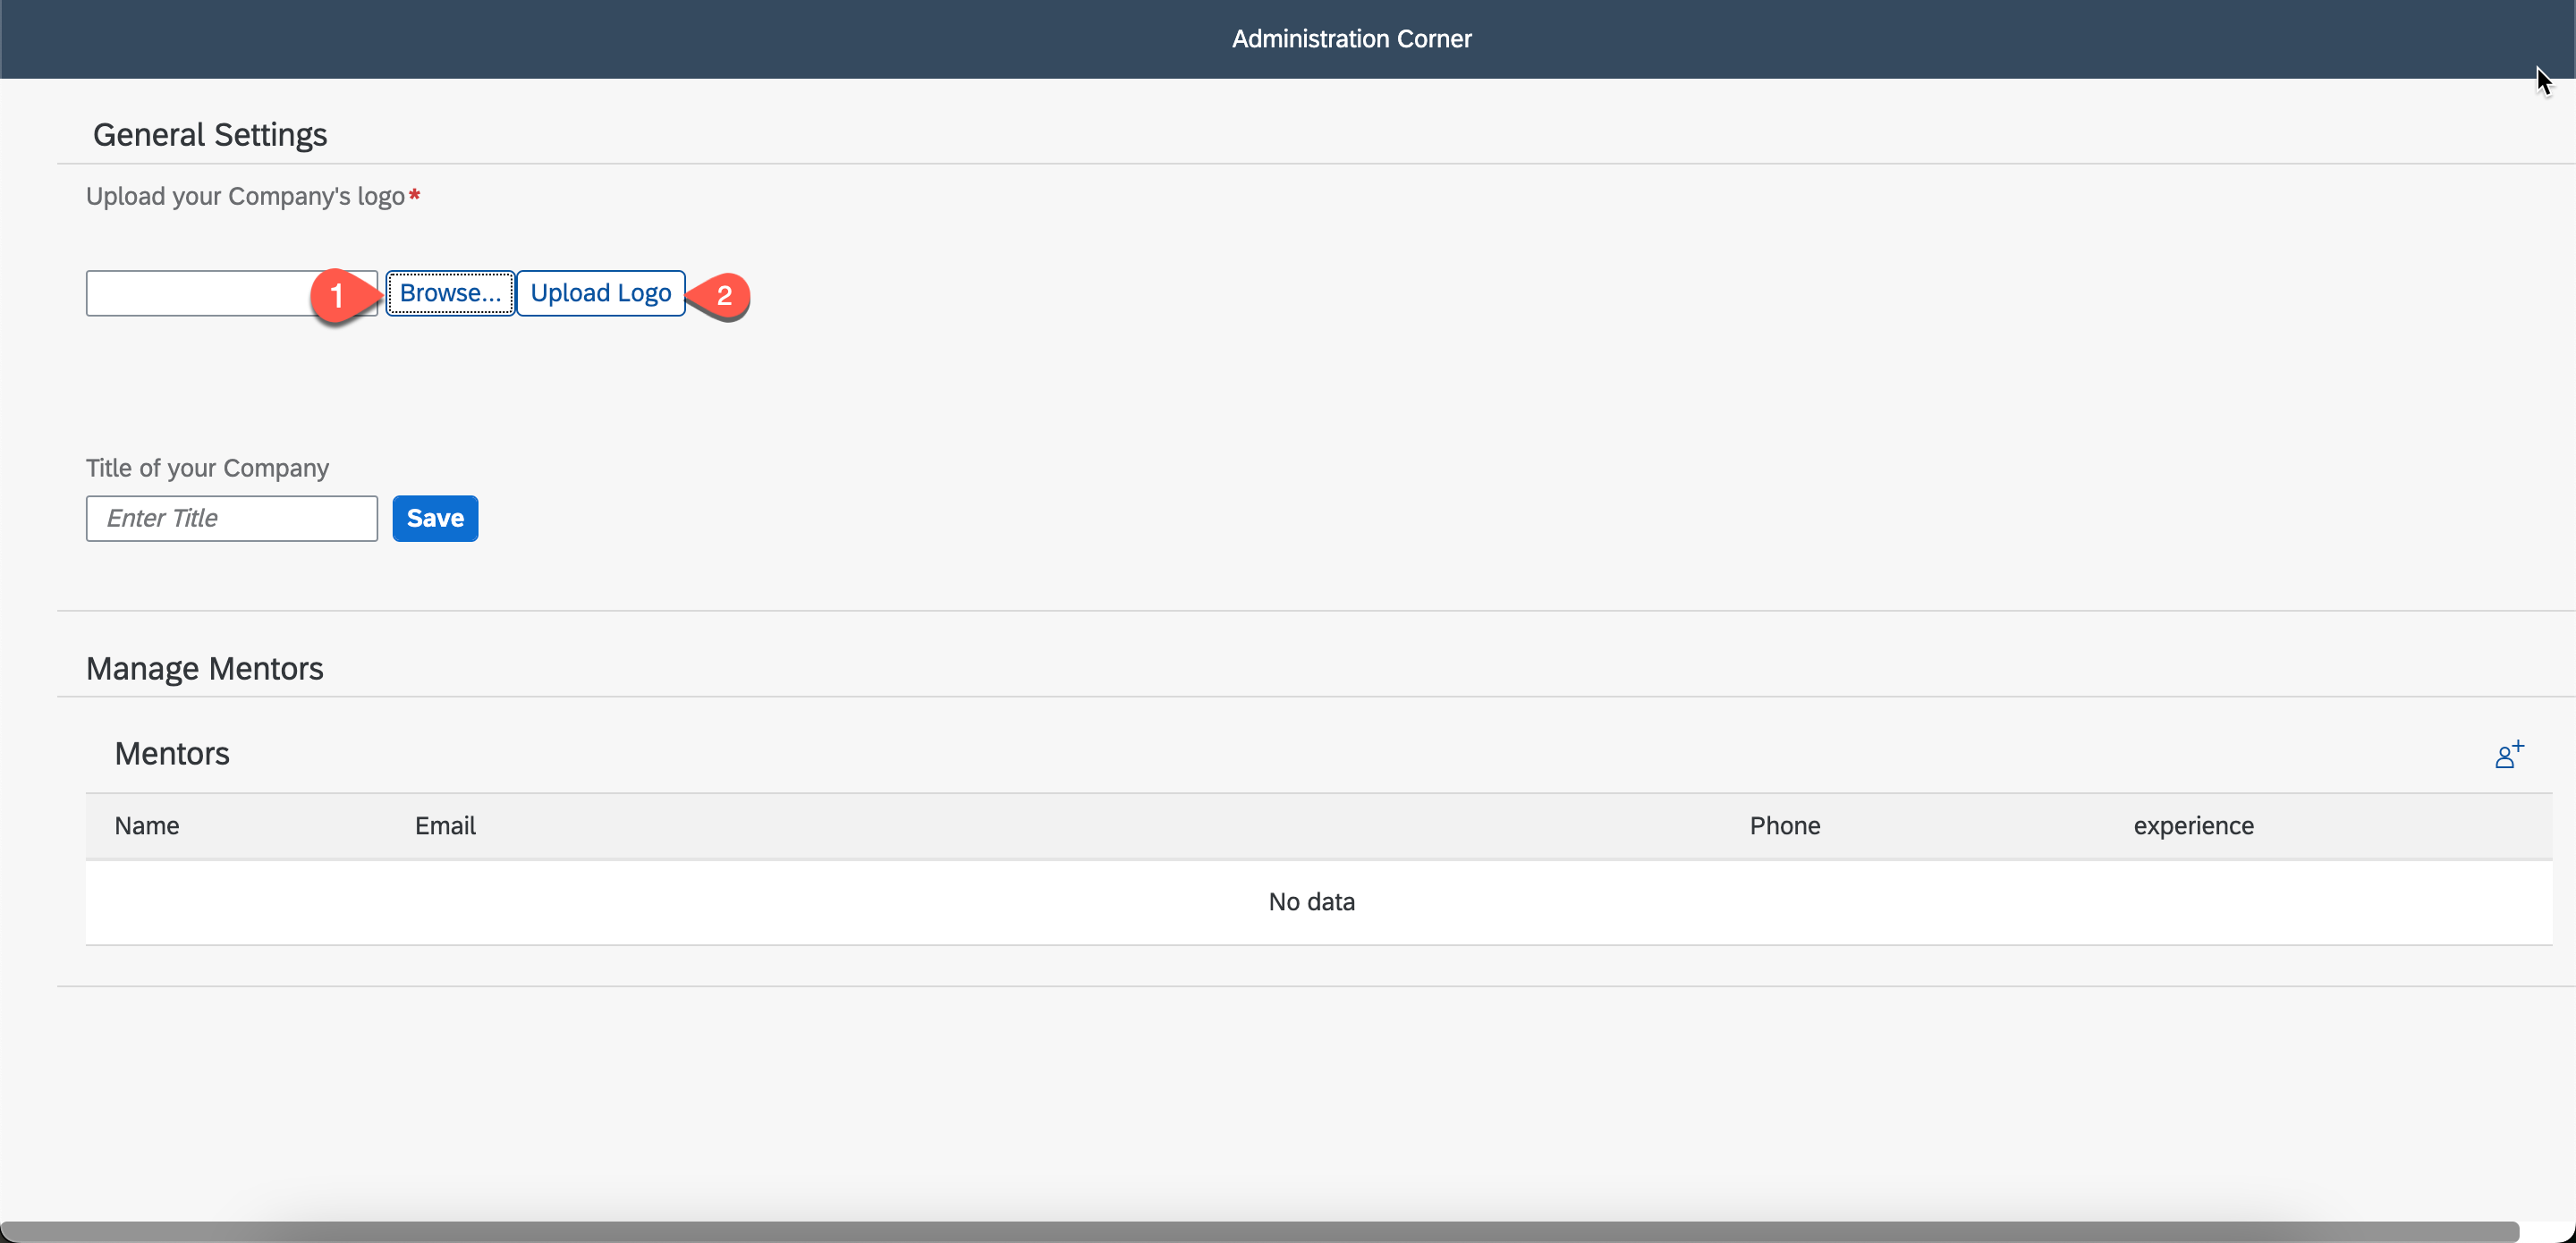 Administration Corner
General Settings
Upload your Company's logo*
1 Browse... Upload Logo 2
Title of your Company
Enter Title Save
Manage Mentors
Mentors
Name Email Phone experience
No data